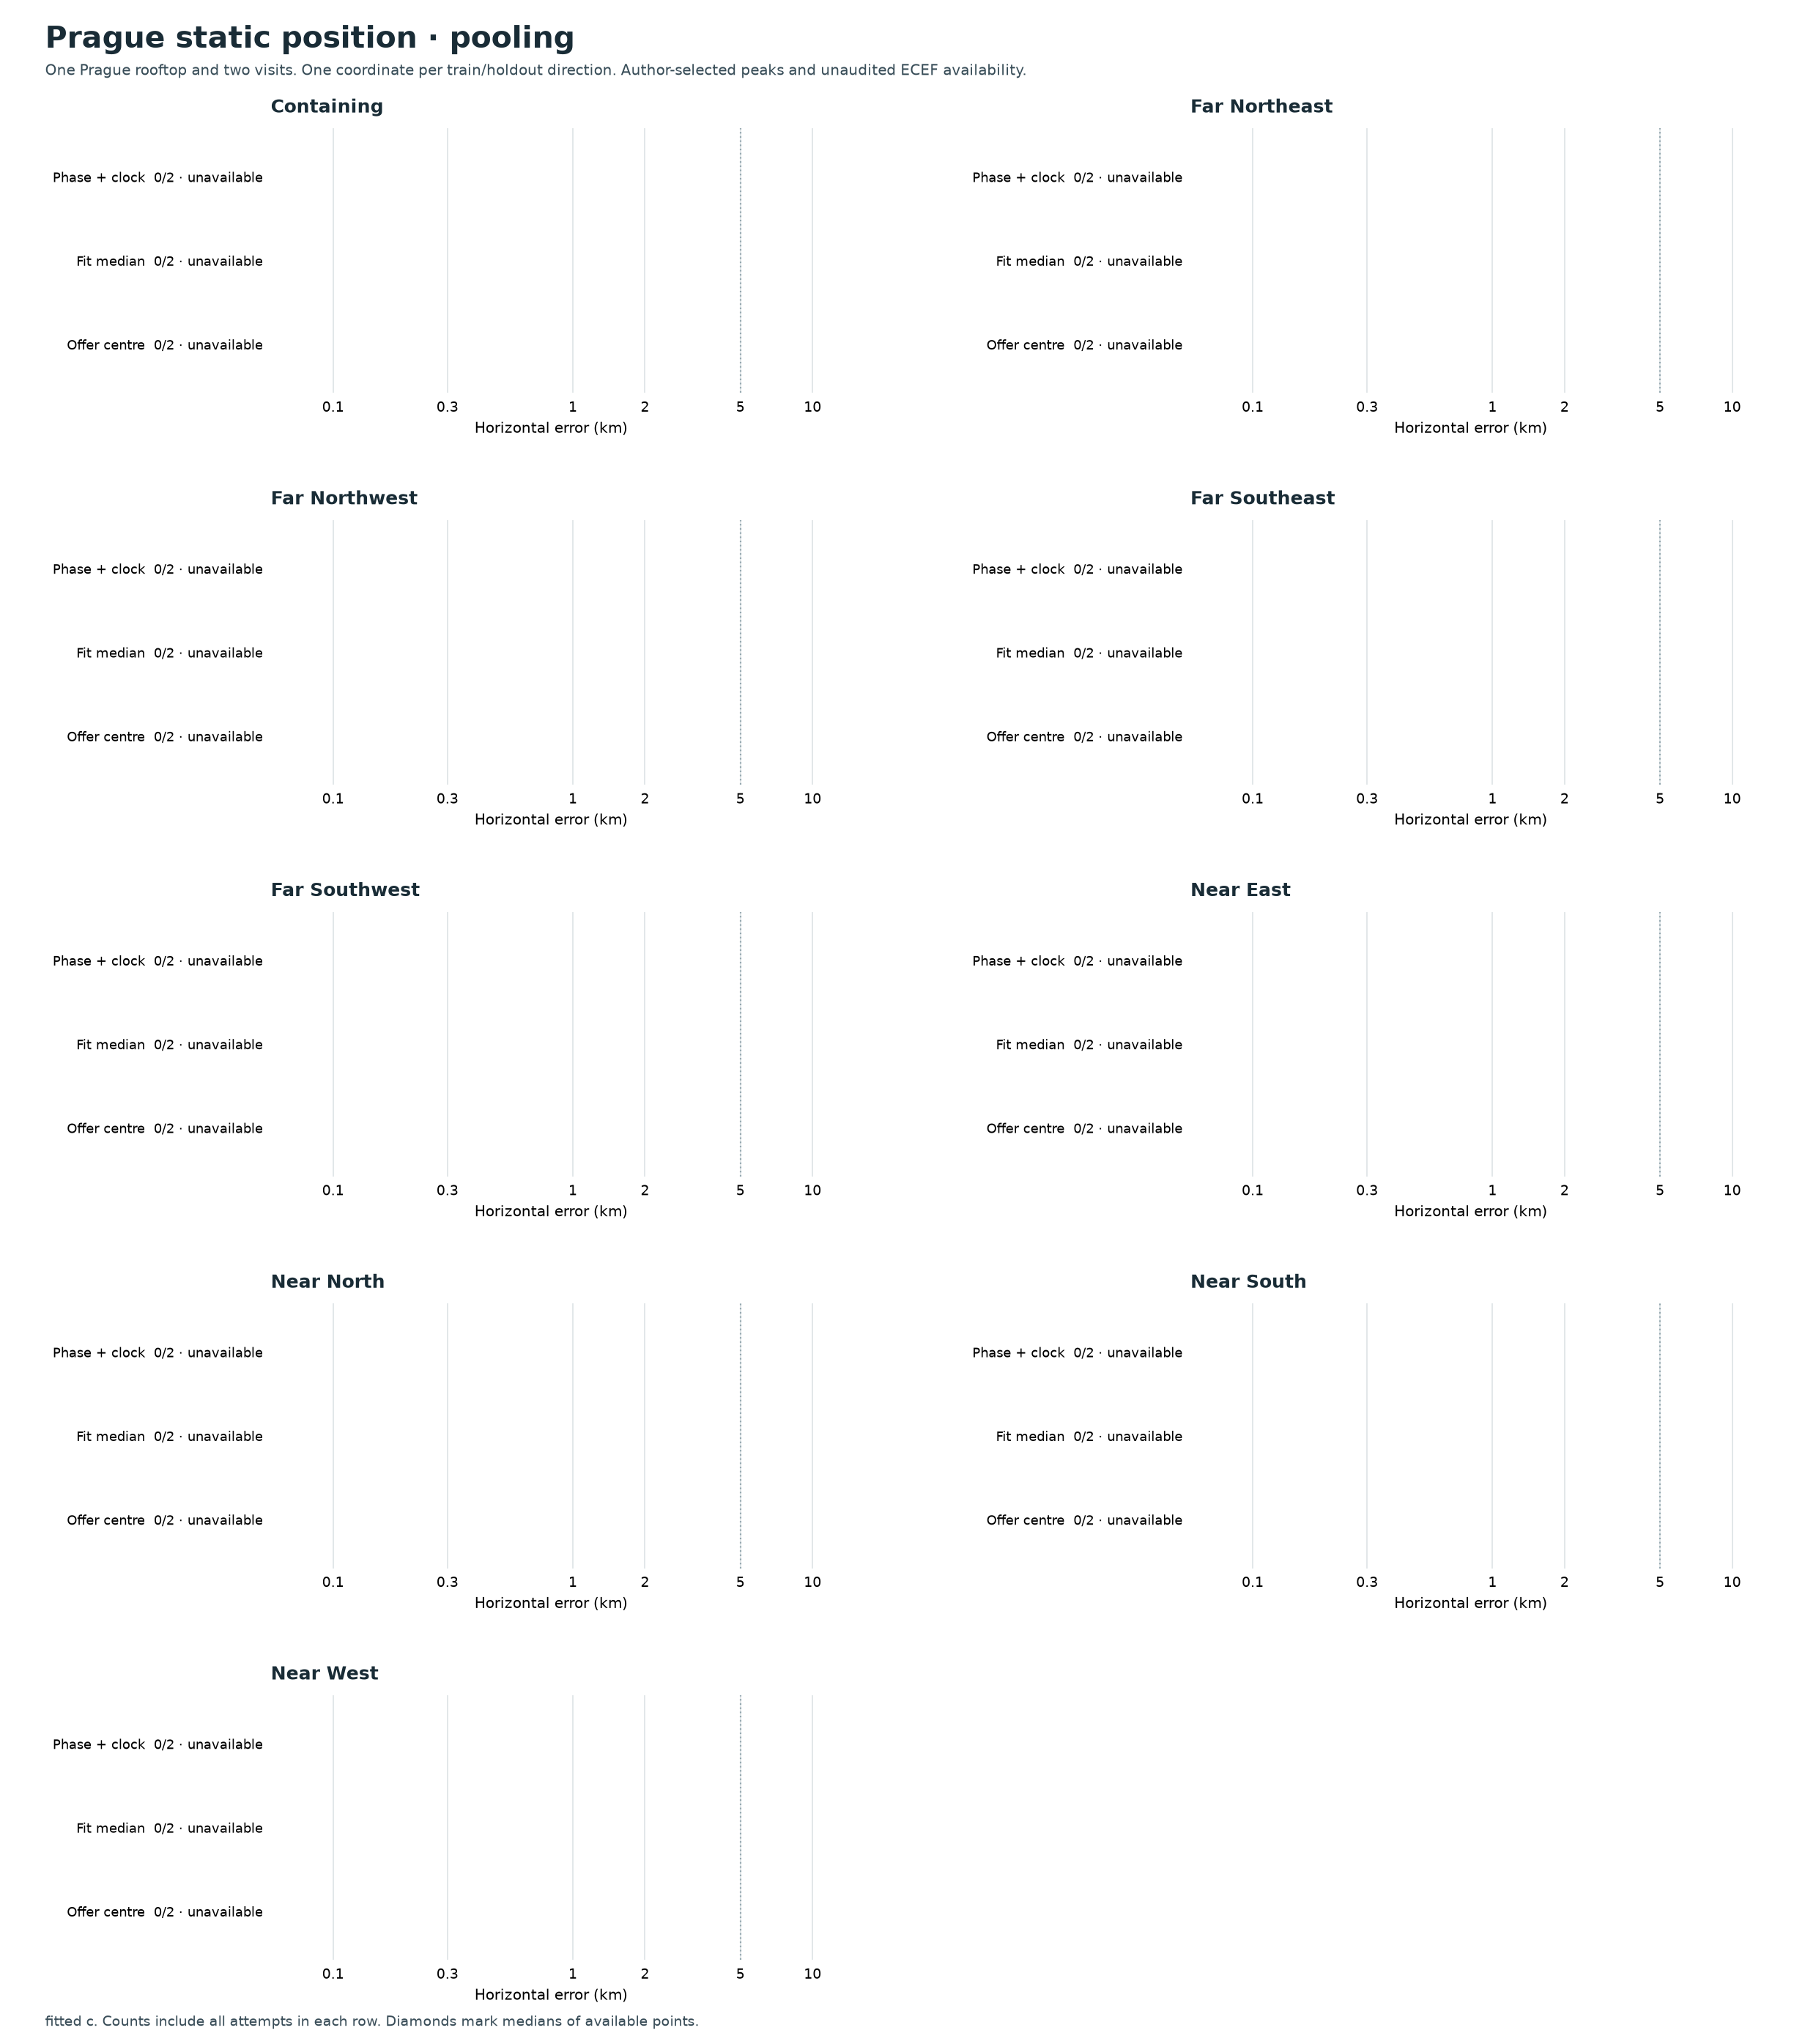 Prague static position · pooling
One Prague rooftop and two visits. One coordinate per train/holdout direction. Author-selected peaks and unaudited ECEF availability.
Containing
Phase + clock 0/2 · unavailable
Fit median 0/2 · unavailable
Offer centre 0/2 · unavailable
0.1 0.3 1 2 5 10
Horizontal error (km)
Far Northeast
Phase + clock 0/2 · unavailable
Fit median 0/2 · unavailable
Offer centre 0/2 · unavailable
0.1 0.3 1 2 5 10
Horizontal error (km)
Far Northwest
Phase + clock 0/2 · unavailable
Fit median 0/2 · unavailable
Offer centre 0/2 · unavailable
0.1 0.3 1 2 5 10
Horizontal error (km)
Far Southeast
Phase + clock 0/2 · unavailable
Fit median 0/2 · unavailable
Offer centre 0/2 · unavailable
0.1 0.3 1 2 5 10
Horizontal error (km)
Far Southwest
Phase + clock 0/2 · unavailable
Fit median 0/2 · unavailable
Offer centre 0/2 · unavailable
0.1 0.3 1 2 5 10
Horizontal error (km)
Near East
Phase + clock 0/2 · unavailable
Fit median 0/2 · unavailable
Offer centre 0/2 · unavailable
0.1 0.3 1 2 5 10
Horizontal error (km)
Near North
Phase + clock 0/2 · unavailable
Fit median 0/2 · unavailable
Offer centre 0/2 · unavailable
0.1 0.3 1 2 5 10
Horizontal error (km)
Near South
Phase + clock 0/2 · unavailable
Fit median 0/2 · unavailable
Offer centre 0/2 · unavailable
0.1 0.3 1 2 5 10
Horizontal error (km)
Near West
Phase + clock 0/2 · unavailable
Fit median 0/2 · unavailable
Offer centre 0/2 · unavailable
0.1 0.3 1 2 5 10
Horizontal error (km)
fitted c. Counts include all attempts in each row. Diamonds mark medians of available points.